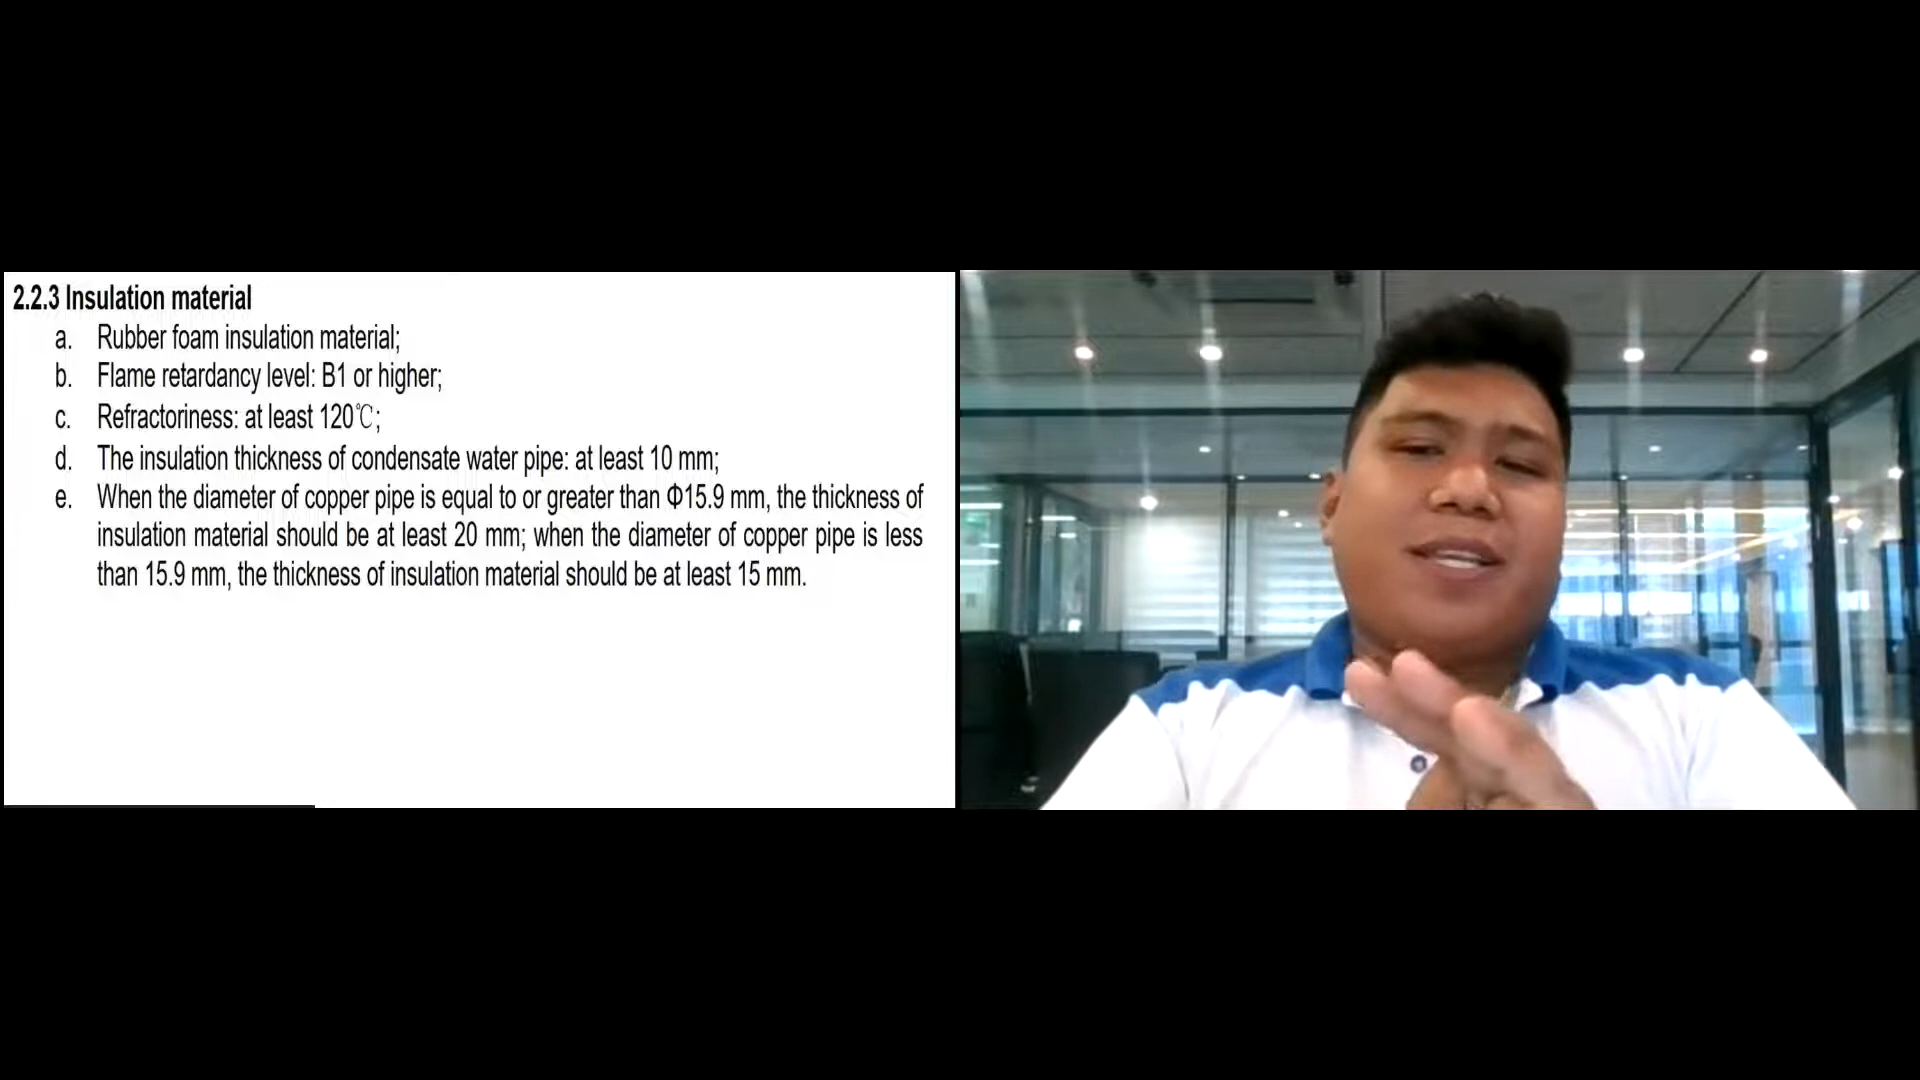 2.2.3 Insulation material
a. Rubber foam insulation material;
b. Flame retardancy level: B1 or higher;
c. Refractoriness: at least 120℃;
d. The insulation thickness of condensate water pipe: at least 10 mm;
e. When the diameter of copper pipe is equal to or greater than Φ15.9 mm, the thickness of
insulation material should be at least 20 mm; when the diameter of copper pipe is less
than 15.9 mm, the thickness of insulation material should be at least 15 mm.